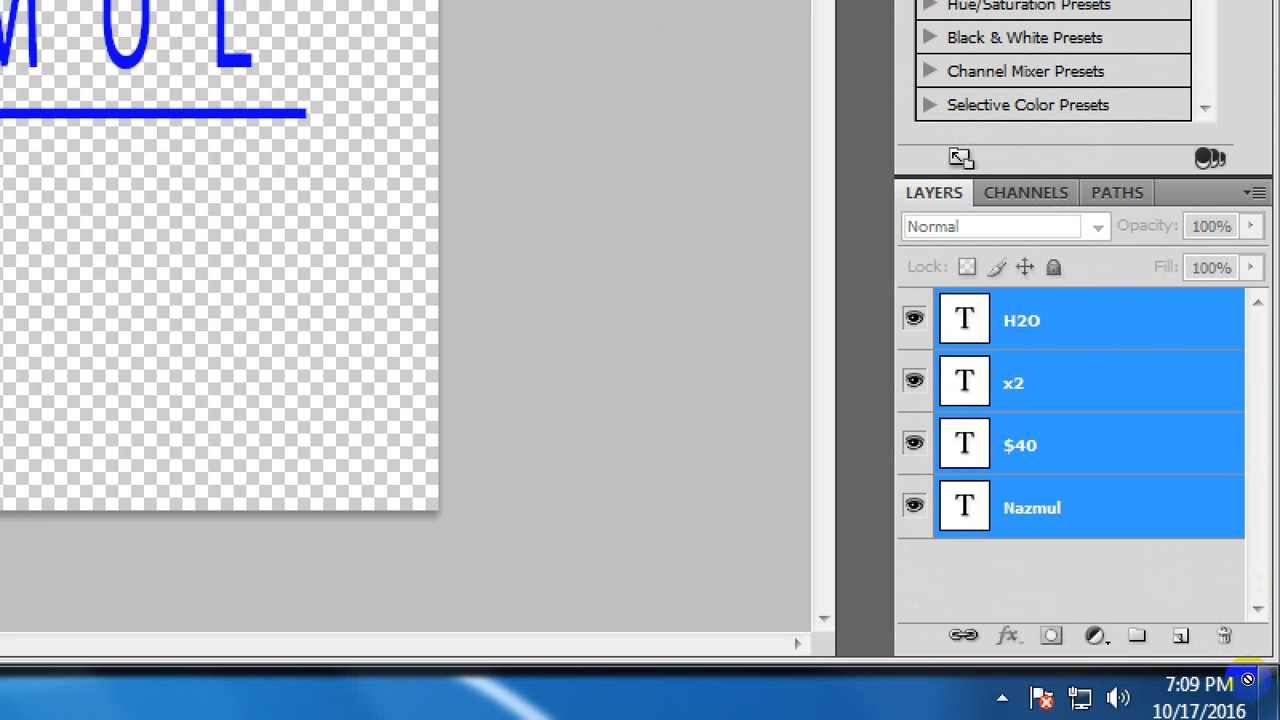 M U L
Hue/Saturation Presets
Black & White Presets
Channel Mixer Presets
Selective Color Presets
LAYERS CHANNELS PATHS
Normal Opacity: 100%
Lock: Fill: 100%
T H2O
T x2
T $40
T Nazmul
fx
7:09 PM
10/17/2016